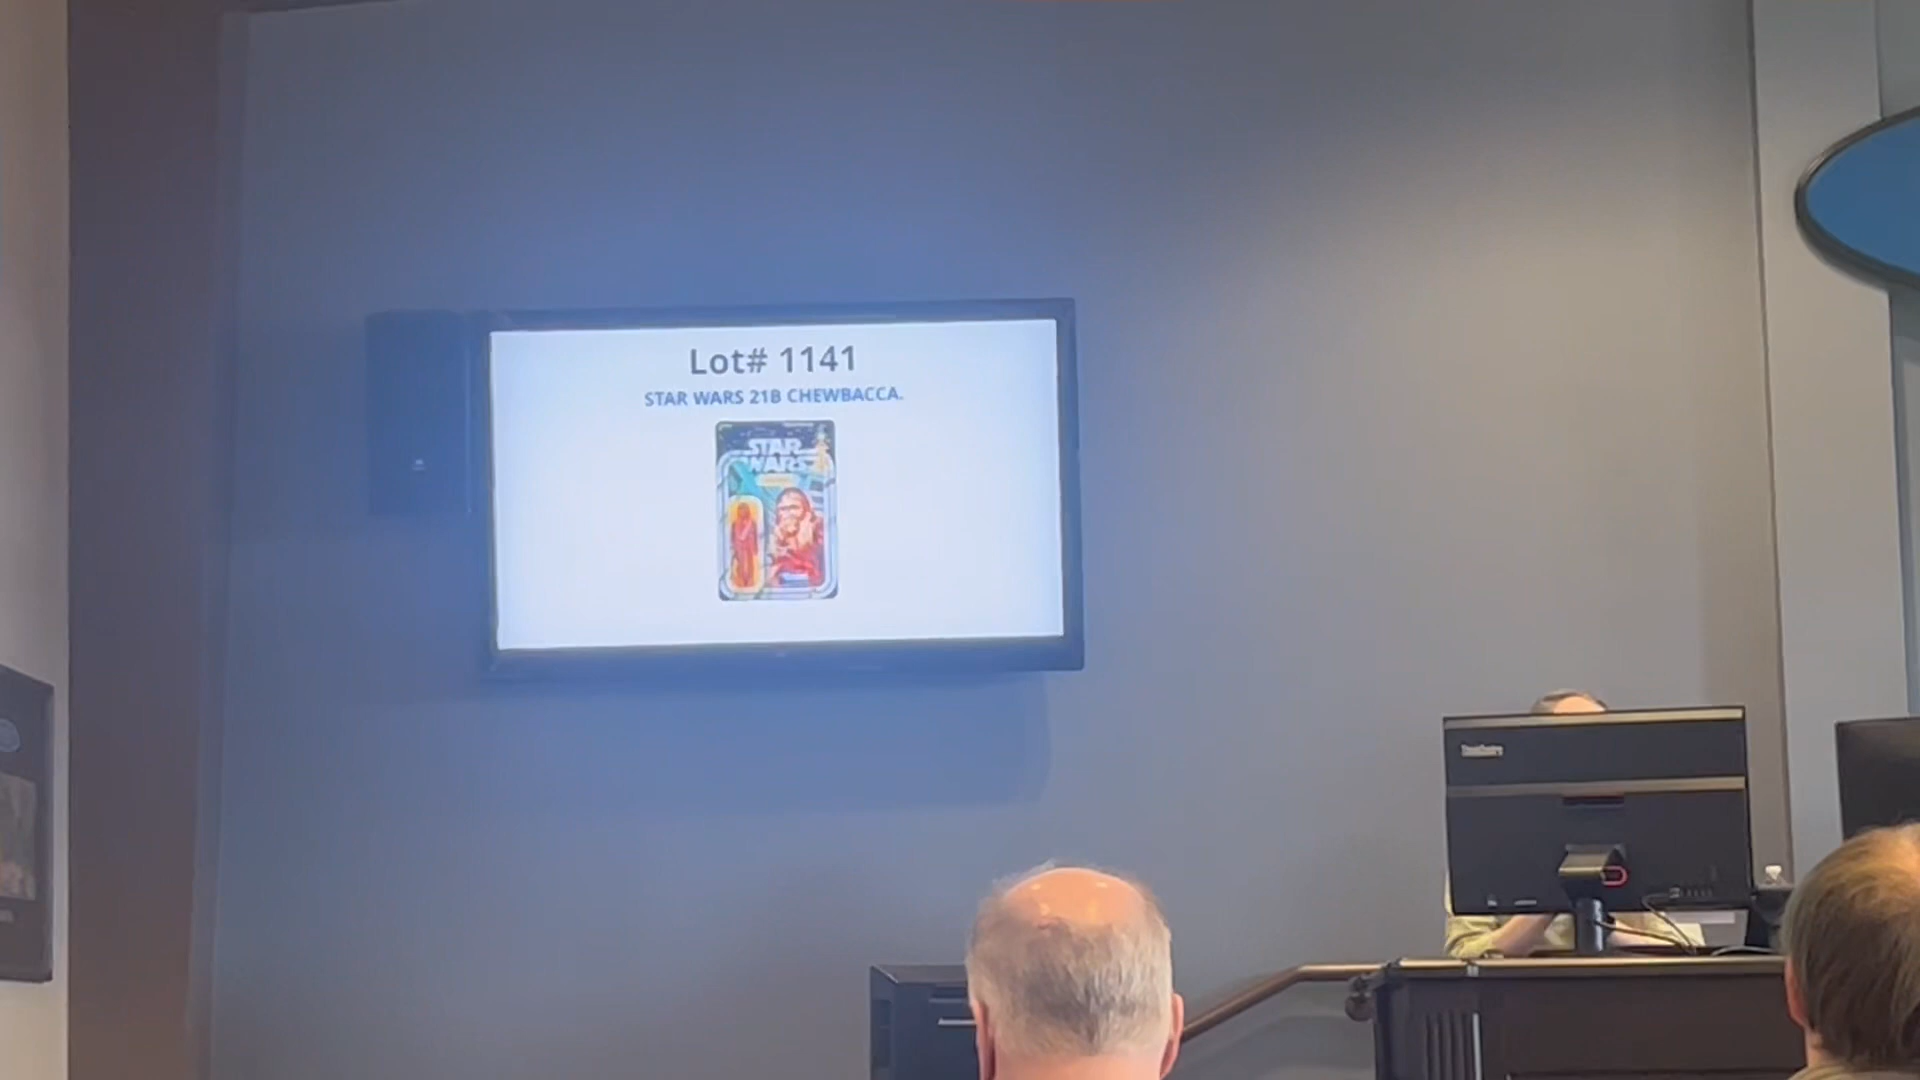 Lot# 1141
STAR WARS 21B CHEWBACCA.
STAR
WARS